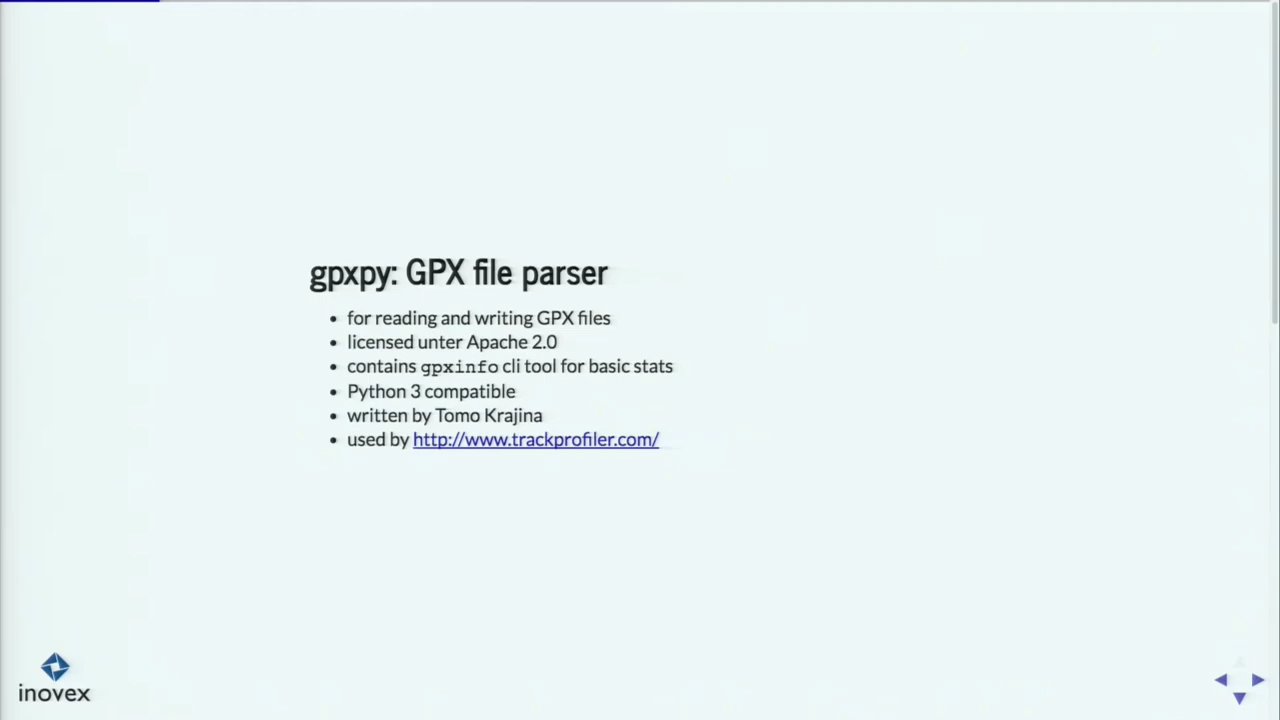 gpxpy: GPX file parser
for reading and writing GPX files
licensed unter Apache 2.0
contains gpxinfo cli tool for basic stats
Python 3 compatible
written by Tomo Krajina
used by http://www.trackprofiler.com/
inovex